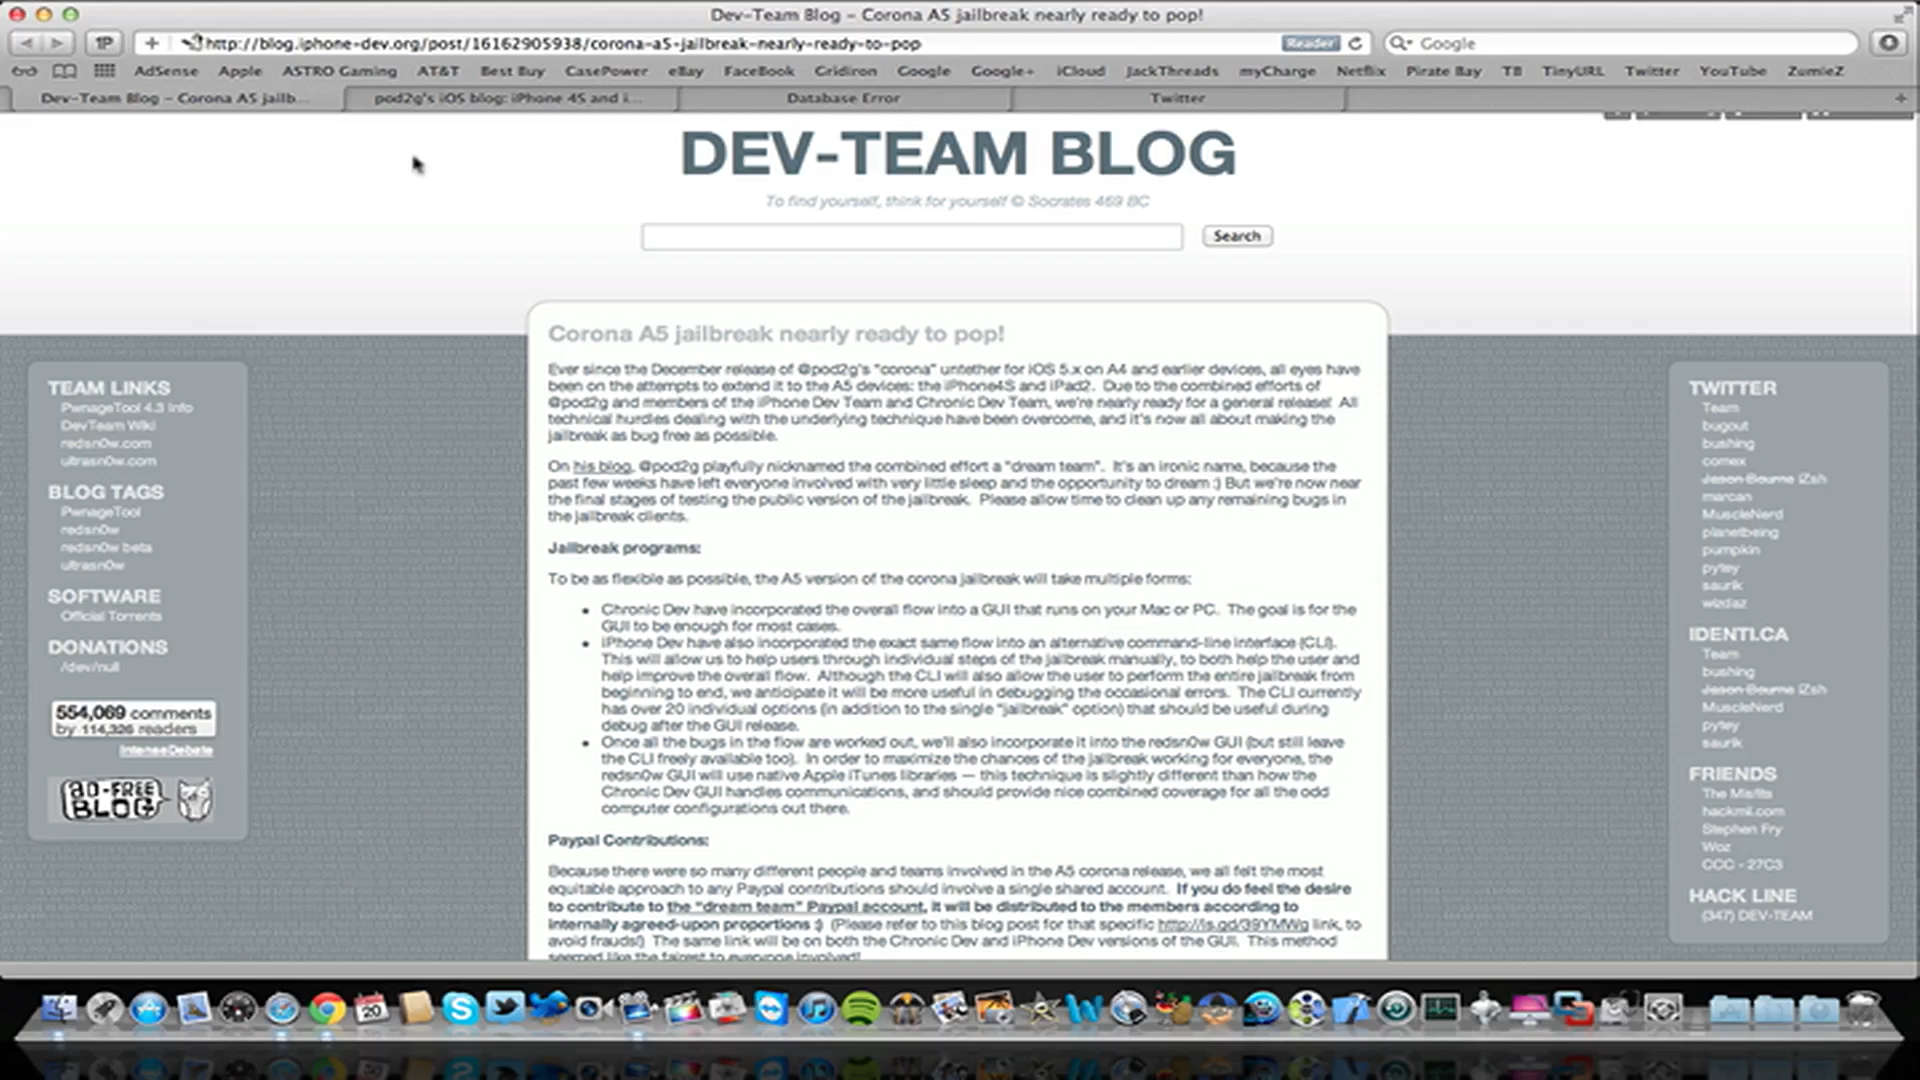 Dev-Team Blog – Corona A5 jailbreak nearly ready to pop!
1P
http://blog.iphone-dev.org/post/16162905938/corona-a5-jailbreak-nearly-ready-to-pop
Reader
Google
AdSense Apple ASTRO Gaming AT&T Best Buy CasePower eBay FaceBook Gridiron Google Google+ iCloud JackThreads myCharge Netflix Pirate Bay TB TinyURL Twitter YouTube ZumieZ
Dev-Team Blog – Corona A5 jailb...
pod2g's iOS blog: iPhone 4S and i...
Database Error
Twitter
DEV-TEAM BLOG
To find yourself, think for yourself © Socrates 469 BC
Search
TEAM LINKS
PwnageTool 4.3 Info
DevTeam Wiki
redsn0w.com
ultrasn0w.com
BLOG TAGS
PwnageTool
redsn0w
redsn0w beta
ultrasn0w
SOFTWARE
Official Torrents
DONATIONS
/dev/null
554,069 comments
by 114,326 readers
IntenseDebate
AD-FREE
BLOG
Corona A5 jailbreak nearly ready to pop!
Ever since the December release of @pod2g's "corona" untether for iOS 5.x on A4 and earlier devices, all eyes have
been on the attempts to extend it to the A5 devices: the iPhone4S and iPad2. Due to the combined efforts of
@pod2g and members of the iPhone Dev Team and Chronic Dev Team, we're nearly ready for a general release! All
technical hurdles dealing with the underlying technique have been overcome, and it's now all about making the
jailbreak as bug free as possible.
On his blog, @pod2g playfully nicknamed the combined effort a "dream team". It's an ironic name, because the
past few weeks have left everyone involved with very little sleep and the opportunity to dream :) But we're now near
the final stages of testing the public version of the jailbreak. Please allow time to clean up any remaining bugs in
the jailbreak clients.
Jailbreak programs:
To be as flexible as possible, the A5 version of the corona jailbreak will take multiple forms:
• Chronic Dev have incorporated the overall flow into a GUI that runs on your Mac or PC. The goal is for the
GUI to be enough for most cases.
• iPhone Dev have also incorporated the exact same flow into an alternative command-line interface (CLI).
This will allow us to help users through individual steps of the jailbreak manually, to both help the user and
help improve the overall flow. Although the CLI will also allow the user to perform the entire jailbreak from
beginning to end, we anticipate it will be more useful in debugging the occasional errors. The CLI currently
has over 20 individual options (in addition to the single "jailbreak" option) that should be useful during
debug after the GUI release.
• Once all the bugs in the flow are worked out, we'll also incorporate it into the redsn0w GUI (but still leave
the CLI freely available too). In order to maximize the chances of the jailbreak working for everyone, the
redsn0w GUI will use native Apple iTunes libraries — this technique is slightly different than how the
Chronic Dev GUI handles communications, and should provide nice combined coverage for all the odd
computer configurations out there.
Paypal Contributions:
Because there were so many different people and teams involved in the A5 corona release, we all felt the most
equitable approach to any Paypal contributions should involve a single shared account. If you do feel the desire
to contribute to the "dream team" Paypal account, it will be distributed to the members according to
internally agreed-upon proportions :) (Please refer to this blog post for that specific http://is.gd/39YMWg link, to
avoid frauds!) The same link will be on both the Chronic Dev and iPhone Dev versions of the GUI. This method
seemed like the fairest to everyone involved!
TWITTER
Team
bugout
bushing
comex
Jason Bourne iZsh
marcan
MuscleNerd
planetbeing
pumpkin
pytey
saurik
wizdaz
IDENTI.CA
Team
bushing
Jason Bourne iZsh
MuscleNerd
pytey
saurik
FRIENDS
The Misfits
hackmii.com
Stephen Fry
Woz
CCC - 27C3
HACK LINE
(347) DEV-TEAM
20